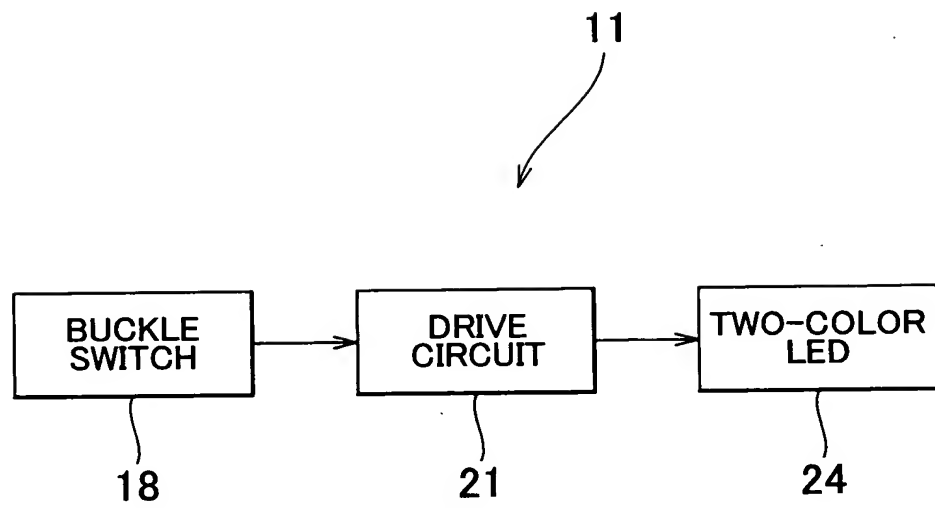 11
BUCKLE
SWITCH
DRIVE
CIRCUIT
TWO-COLOR
LED
18
21
24